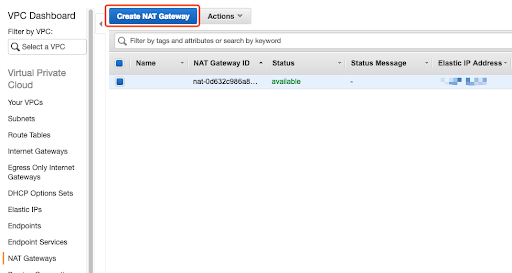 VPC Dashboard
Filter by VPC:
Select a VPC
Virtual Private
Cloud
Your VPCs
Subnets
Route Tables
Internet Gateways
Egress Only Internet
Gateways
DHCP Options Sets
Elastic IPs
Endpoints
Endpoint Services
NAT Gateways
Create NAT Gateway Actions
Filter by tags and attributes or search by keyword
Name NAT Gateway ID Status Status Message Elastic IP Address
nat-0d632c986a8... available -